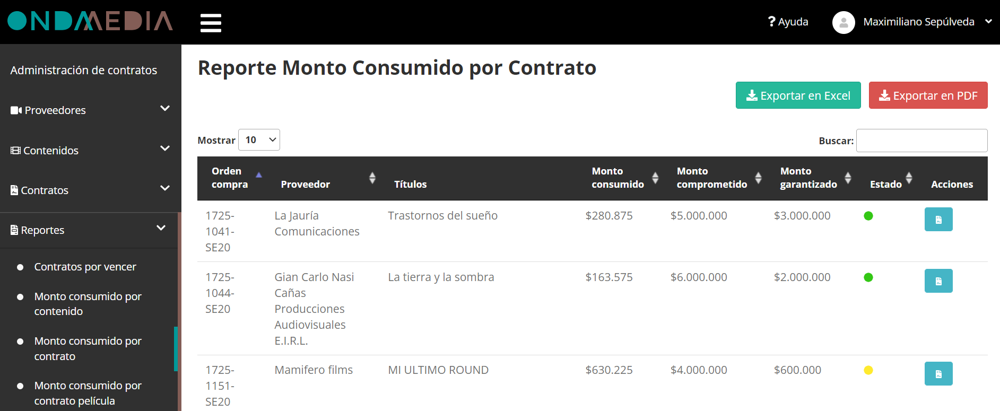 ONDAMEDIA
? Ayuda
Maximiliano Sepúlveda
Administración de contratos
Proveedores
Contenidos
Contratos
Reportes
Contratos por vencer
Monto consumido por
contenido
Monto consumido por
contrato
Monto consumido por
contrato película
Reporte Monto Consumido por Contrato
Exportar en Excel
Exportar en PDF
Mostrar 10
Buscar:
Orden
compra
Proveedor
Títulos
Monto
consumido
Monto
comprometido
Monto
garantizado
Estado
Acciones
1725-
1041-
SE20
La Jauría
Comunicaciones
Trastornos del sueño
$280.875
$5.000.000
$3.000.000
1725-
1044-
SE20
Gian Carlo Nasi
Cañas
Producciones
Audiovisuales
E.I.R.L.
La tierra y la sombra
$163.575
$6.000.000
$2.000.000
1725-
1151-
SE20
Mamifero films
MI ULTIMO ROUND
$630.225
$4.000.000
$600.000